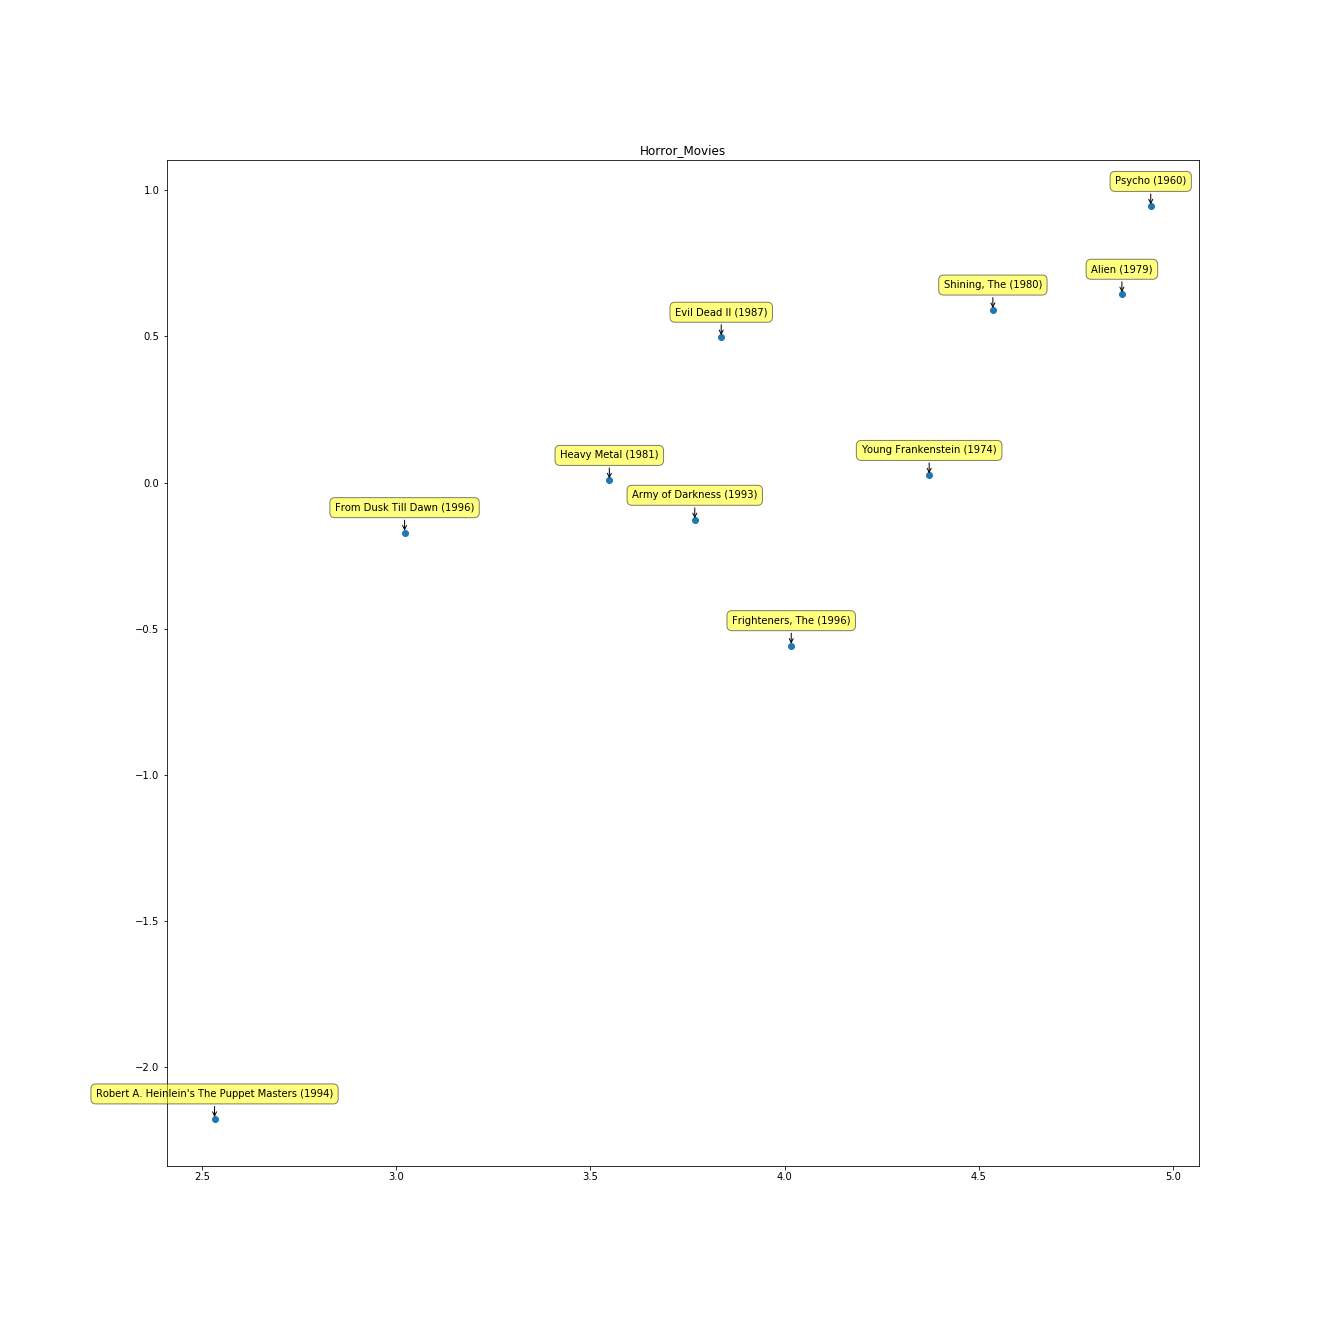 Horror_Movies
1.0
Psycho (1960)
Alien (1979)
Shining, The (1980)
Evil Dead II (1987)
0.5
Young Frankenstein (1974)
Heavy Metal (1981)
0.0
Army of Darkness (1993)
From Dusk Till Dawn (1996)
Frighteners, The (1996)
−0.5
−1.0
−1.5
−2.0
Robert A. Heinlein's The Puppet Masters (1994)
2.5 3.0 3.5 4.0 4.5 5.0